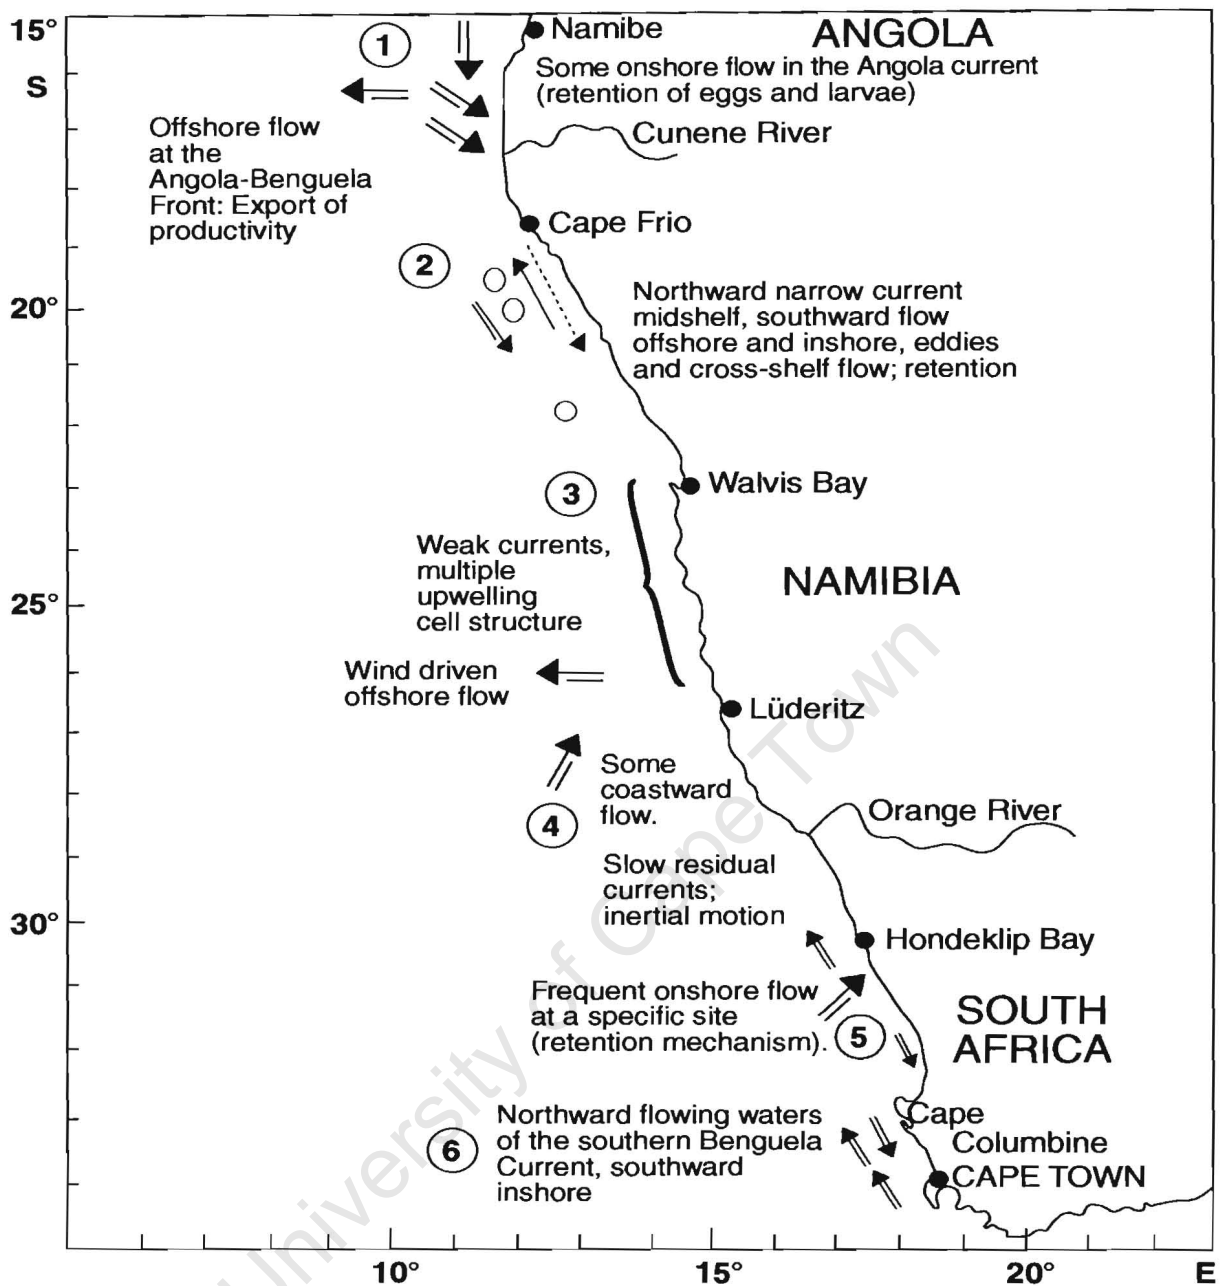 15°
S
20°
25°
30°
10°
15°
20°
E
1
Namibe
ANGOLA
Some onshore flow in the Angola current
(retention of eggs and larvae)
Cunene River
Offshore flow
at the
Angola-Benguela
Front: Export of
productivity
Cape Frio
2
Northward narrow current
midshelf, southward flow
offshore and inshore, eddies
and cross-shelf flow; retention
3
Walvis Bay
Weak currents,
multiple
upwelling
cell structure
NAMIBIA
Wind driven
offshore flow
Lüderitz
Some
coastward
flow.
4
Orange River
Slow residual
currents;
inertial motion
Hondeklip Bay
Frequent onshore flow
at a specific site
(retention mechanism).
5
SOUTH
AFRICA
6
Northward flowing waters
of the southern Benguela
Current, southward
inshore
Cape
Columbine
CAPE TOWN
University of Cape Town